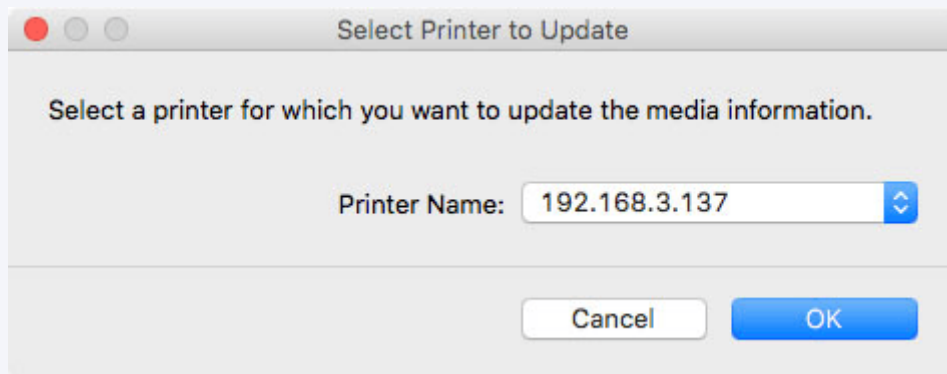 Select Printer to Update
Select a printer for which you want to update the media information.
Printer Name: 192.168.3.137
Cancel OK